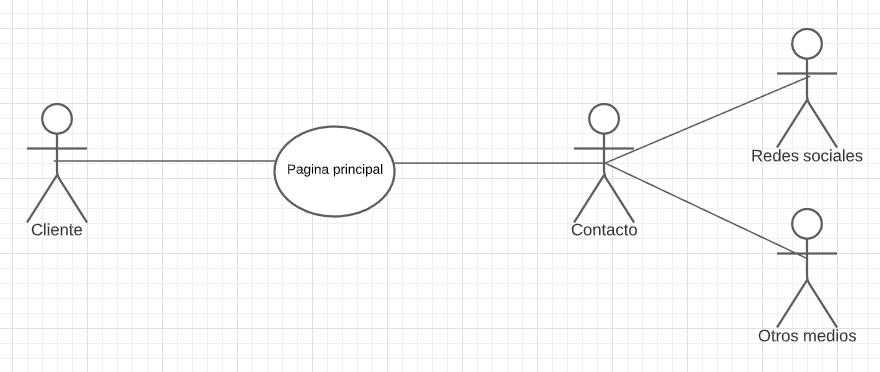 Redes sociales
Pagina principal
Cliente
Contacto
Otros medios